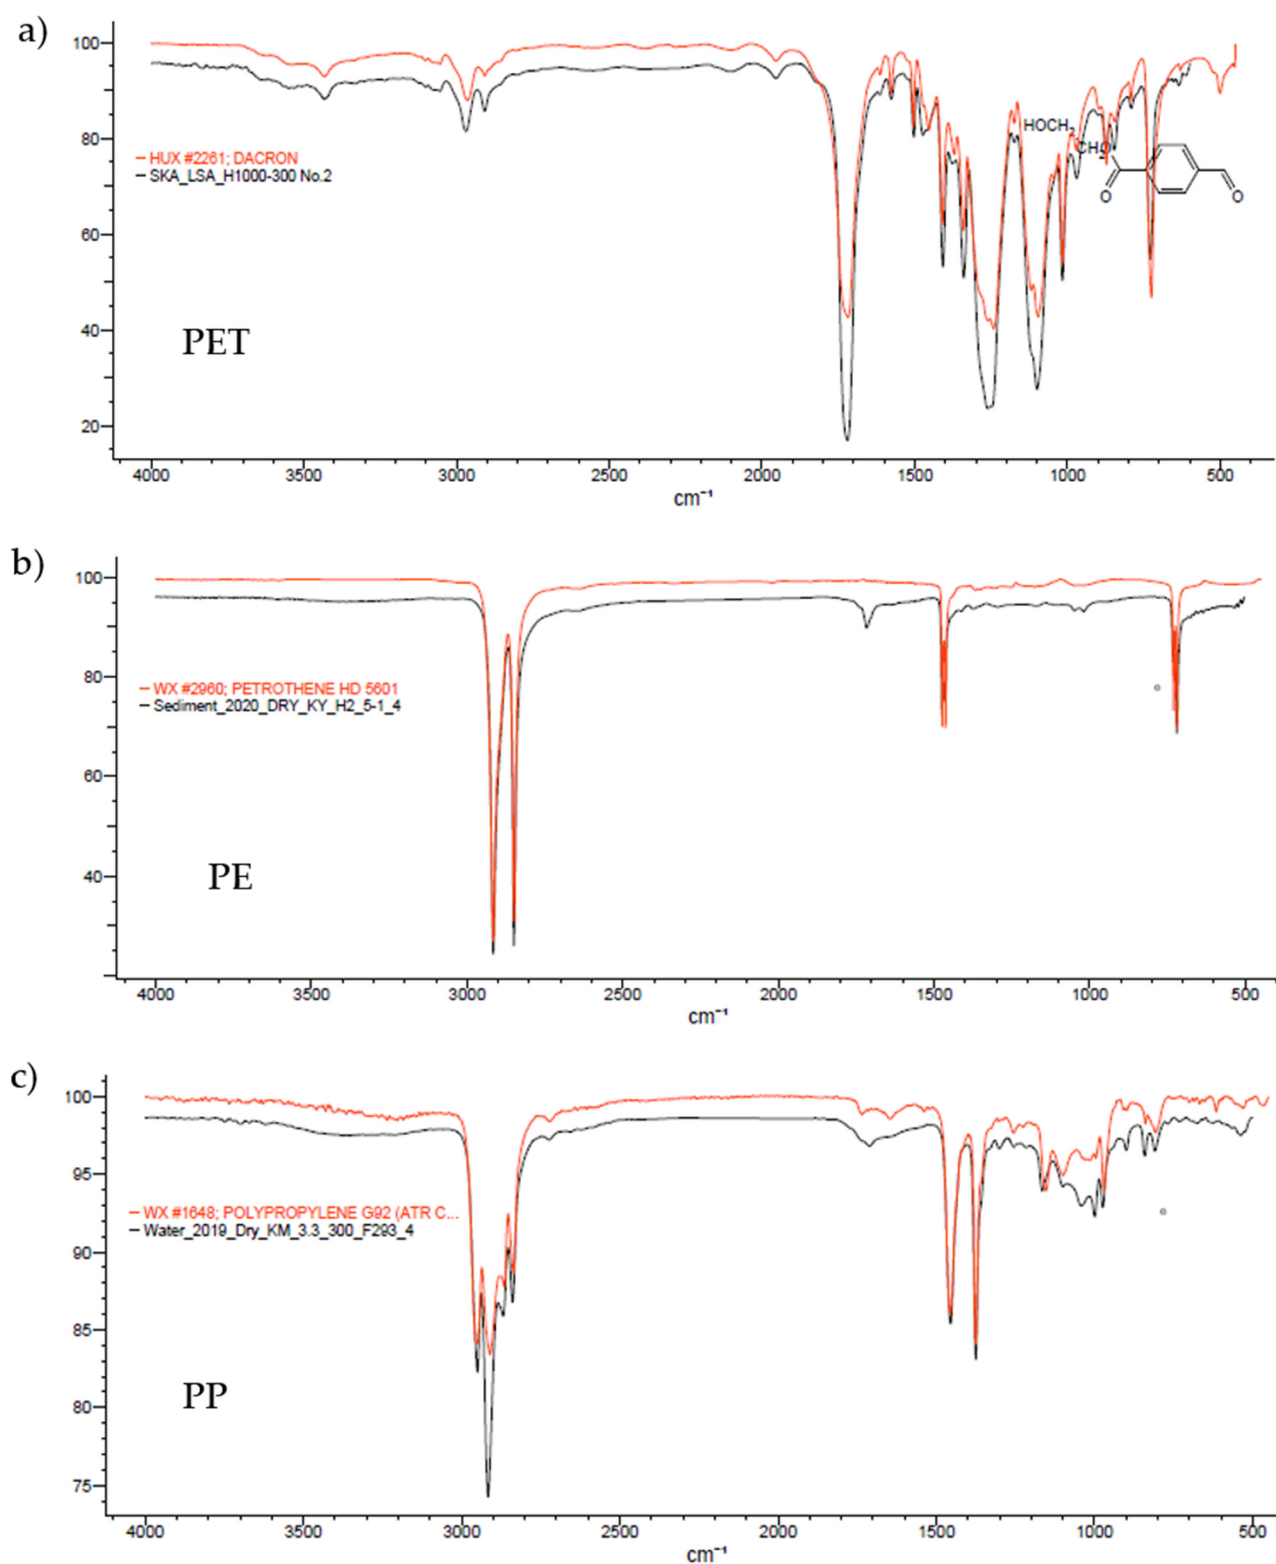 a)
100
80
60
40
20
HUX #2261; DACRON
SKA_LSA_H1000-300 No.2
HOCH2
CH2O
O
O
PET
4000 3500 3000 2500 2000 1500 1000 500
cm⁻¹
b)
100
80
60
40
WX #2960; PETROTHENE HD 5601
Sediment_2020_DRY_KY_H2_5-1_4
PE
4000 3500 3000 2500 2000 1500 1000 500
cm⁻¹
c)
100
95
90
85
80
75
WX #1648; POLYPROPYLENE G92 (ATR C...
Water_2019_Dry_KM_3.3_300_F293_4
PP
4000 3500 3000 2500 2000 1500 1000 500
cm⁻¹